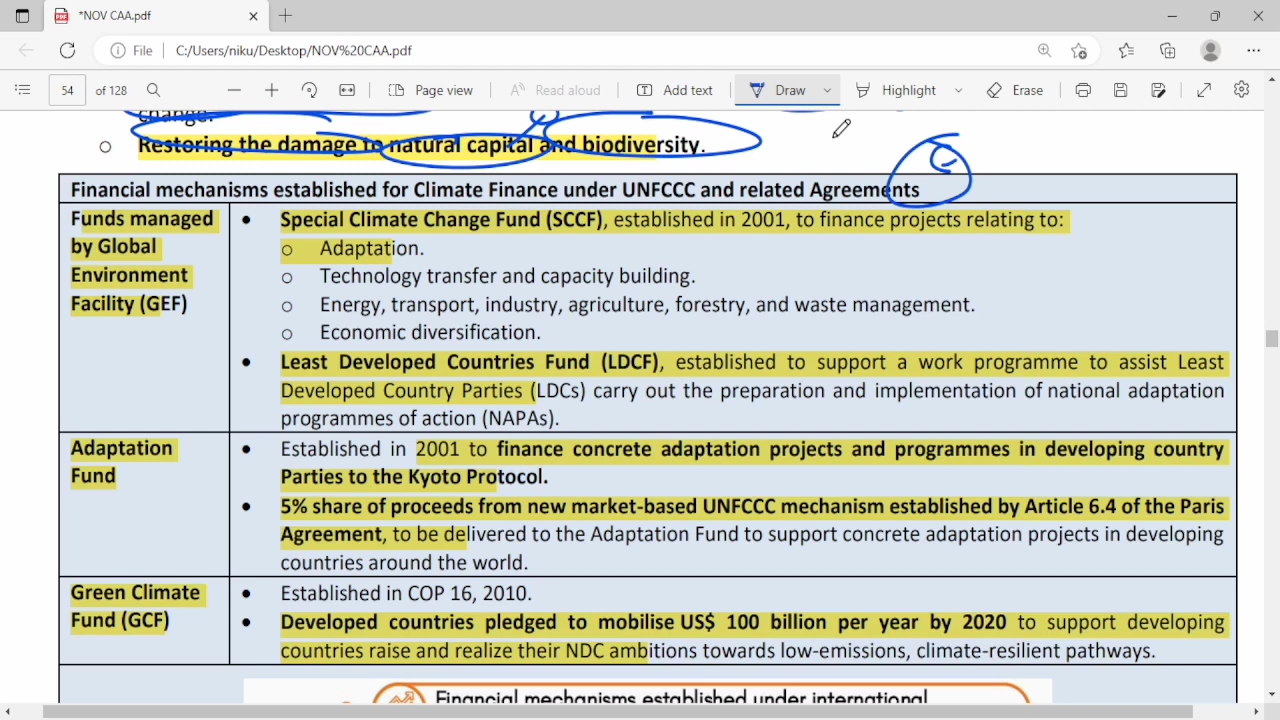 *NOV CAA.pdf
File C:/Users/niku/Desktop/NOV%20CAA.pdf
54 of 128 Page view Read aloud Add text Draw Highlight Erase
change.
Restoring the damage to natural capital and biodiversity.
Financial mechanisms established for Climate Finance under UNFCCC and related Agreements
Funds managed by Global Environment Facility (GEF)
• Special Climate Change Fund (SCCF), established in 2001, to finance projects relating to:
o Adaptation.
o Technology transfer and capacity building.
o Energy, transport, industry, agriculture, forestry, and waste management.
o Economic diversification.
• Least Developed Countries Fund (LDCF), established to support a work programme to assist Least
Developed Country Parties (LDCs) carry out the preparation and implementation of national adaptation
programmes of action (NAPAs).
Adaptation
Fund
• Established in 2001 to finance concrete adaptation projects and programmes in developing country
Parties to the Kyoto Protocol.
• 5% share of proceeds from new market-based UNFCCC mechanism established by Article 6.4 of the Paris
Agreement, to be delivered to the Adaptation Fund to support concrete adaptation projects in developing
countries around the world.
Green Climate
Fund (GCF)
• Established in COP 16, 2010.
• Developed countries pledged to mobilise US$ 100 billion per year by 2020 to support developing
countries raise and realize their NDC ambitions towards low-emissions, climate-resilient pathways.
Financial mechanisms established under international